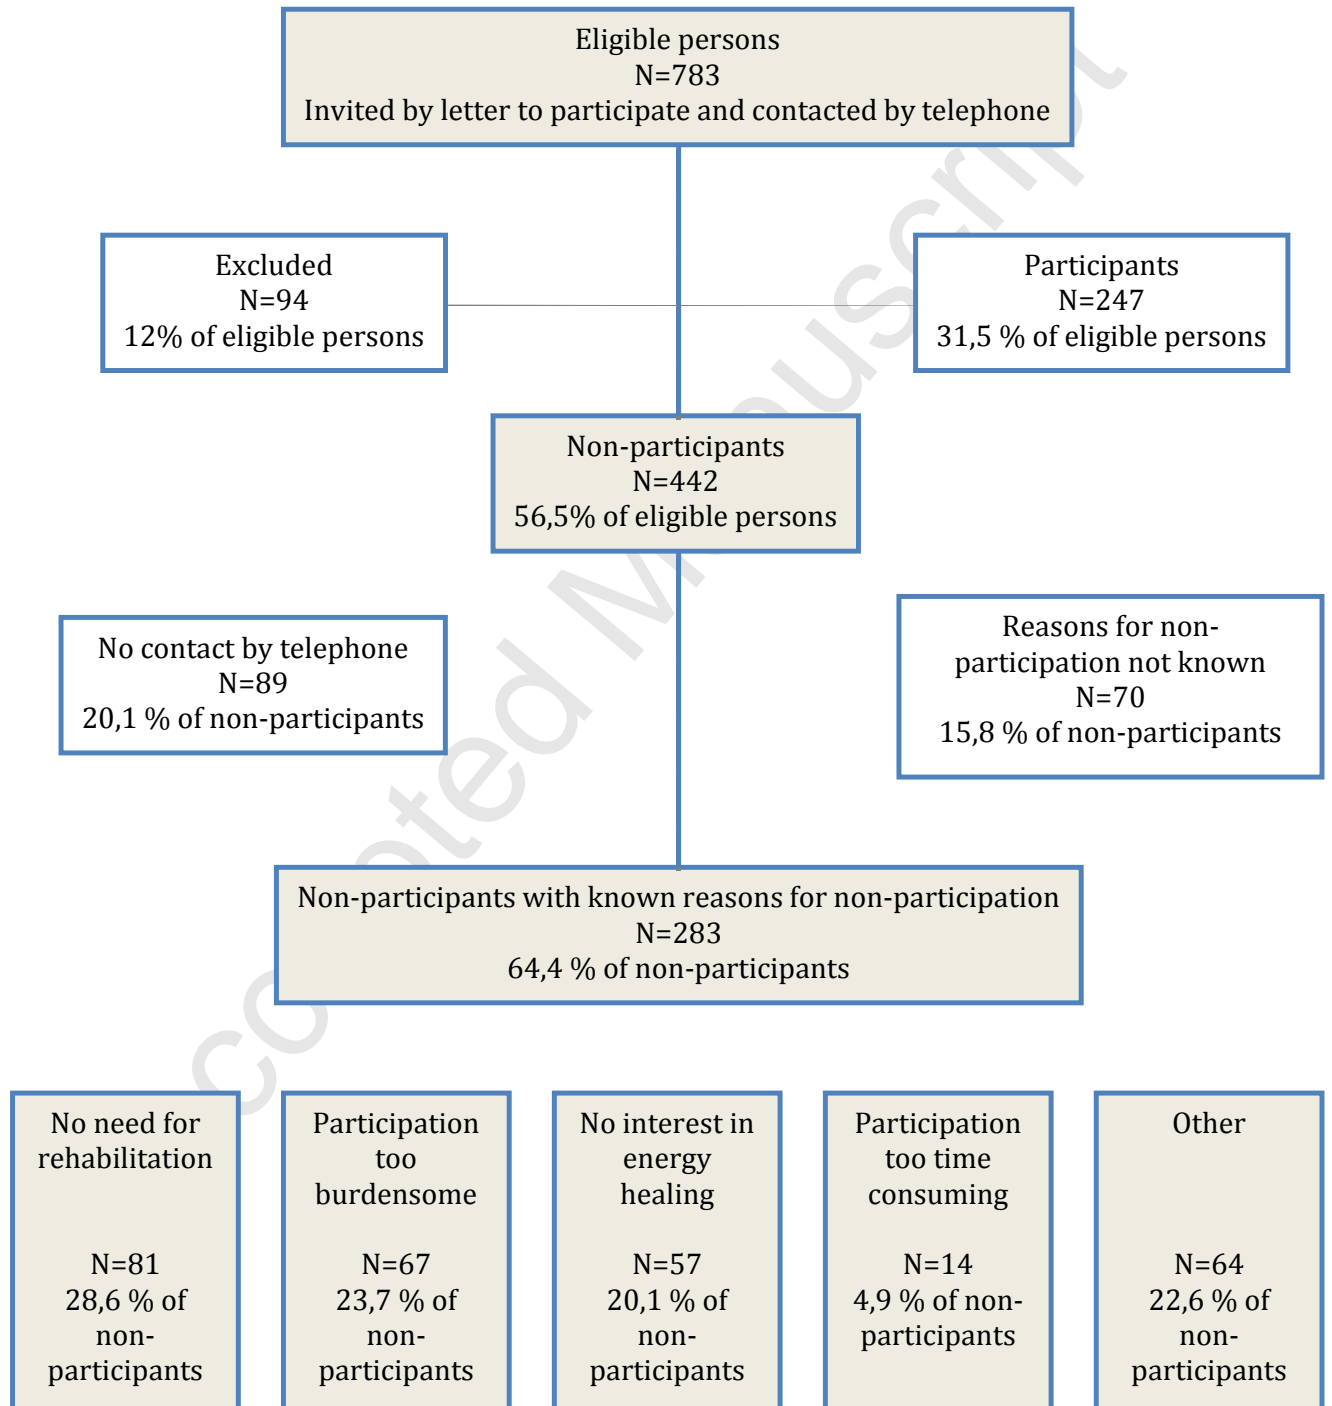 Eligible persons
N=783
Invited by letter to participate and contacted by telephone
Excluded
N=94
12% of eligible persons
Participants
N=247
31,5 % of eligible persons
Non-participants
N=442
56,5% of eligible persons
No contact by telephone
N=89
20,1 % of non-participants
Reasons for non-
participation not known
N=70
15,8 % of non-participants
Non-participants with known reasons for non-participation
N=283
64,4 % of non-participants
No need for
rehabilitation
N=81
28,6 % of
non-
participants
Participation
too
burdensome
N=67
23,7 % of
non-
participants
No interest in
energy
healing
N=57
20,1 % of
non-
participants
Participation
too time
consuming
N=14
4,9 % of non-
participants
Other
N=64
22,6 % of
non-
participants